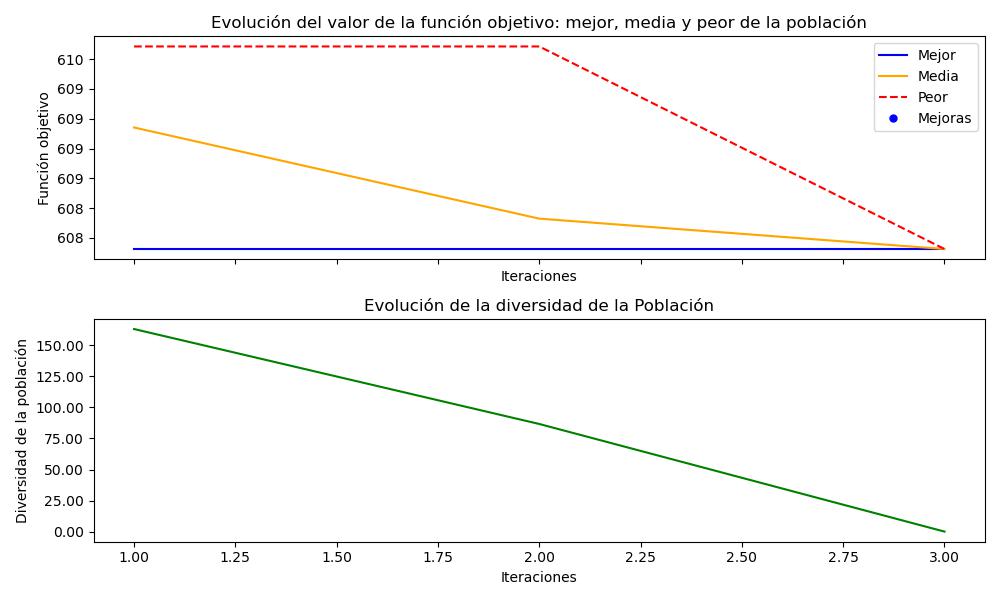 Evolución del valor de la función objetivo: mejor, media y peor de la población
Función objetivo
610
609
609
609
609
608
608
Mejor
Media
Peor
Mejoras
Iteraciones
Evolución de la diversidad de la Población
Diversidad de la población
150.00
125.00
100.00
75.00
50.00
25.00
0.00
1.00 1.25 1.50 1.75 2.00 2.25 2.50 2.75 3.00
Iteraciones